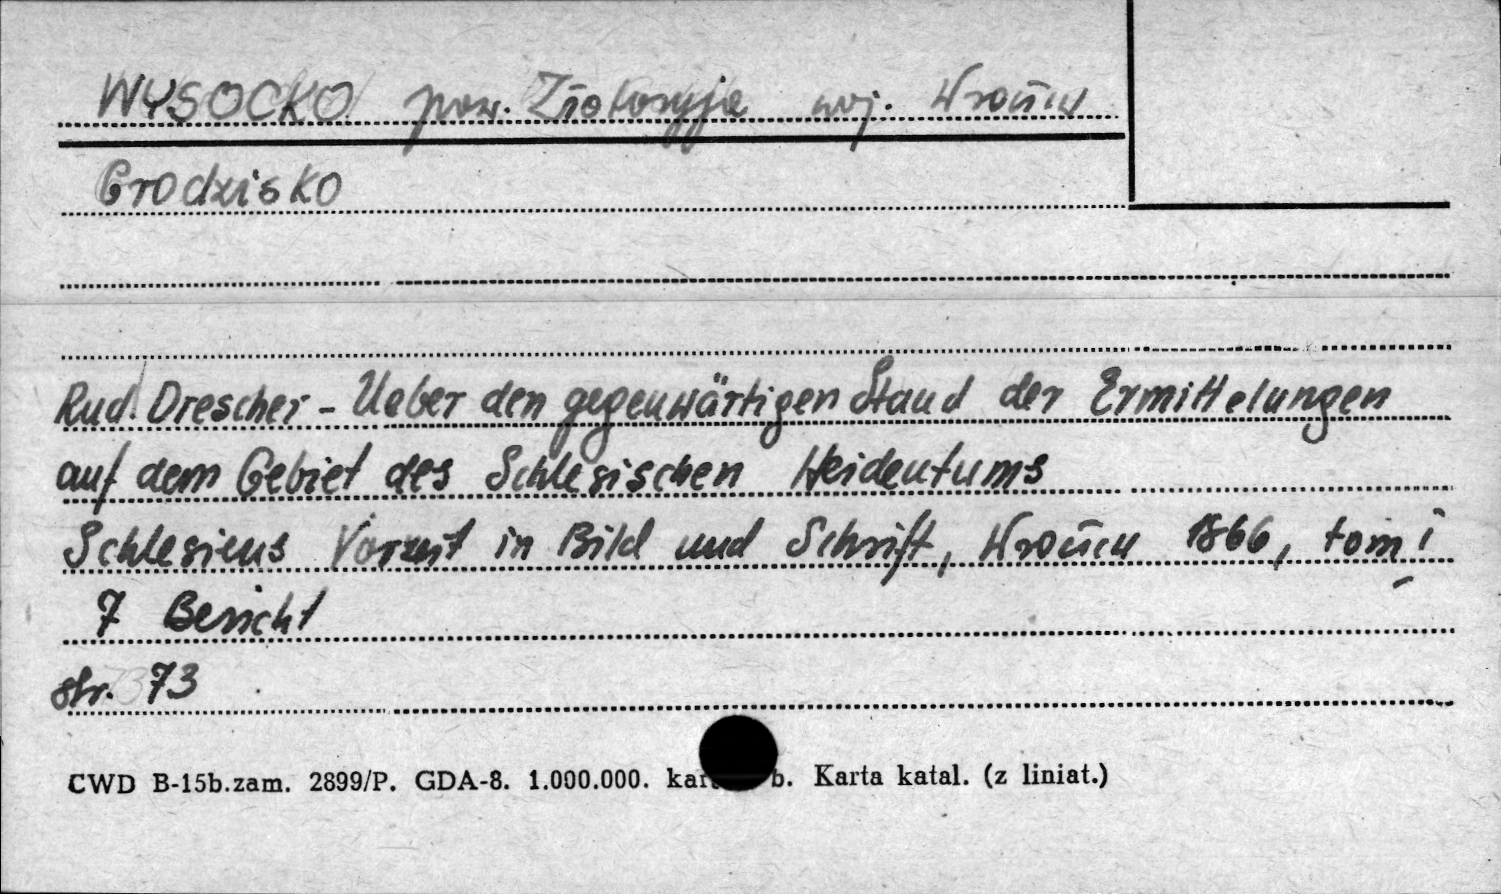 WYSOCKO pow. Złotoryja woj. Wrocław
Grodzisko
Rud. Drescher - Ueber den gegenwärtigen Stand der Ermittelungen
auf dem Gebiet des Schlesischen Heidentums
Schlesiens Vorzeit in Bild und Schrift, Wrocław 1866, tom I
7 Bericht
str. 73
CWD B-15b.zam. 2899/P. GDA-8. 1.000.000. b. Karta katal. (z liniat.)